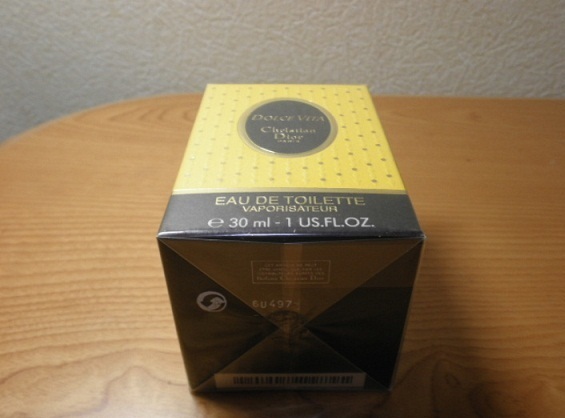 DOLCE VITA
Christian
Dior
PARIS
EAU DE TOILETTE
VAPORISATEUR
℮ 30 ml - 1 US.FL.OZ.